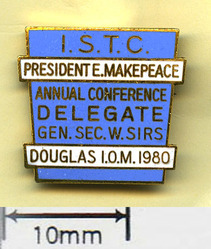 I.S.T.C.
PRESIDENT E. MAKEPEACE
ANNUAL CONFERENCE
DELEGATE
GEN. SEC. W. SIRS
DOUGLAS I.O.M. 1980
10mm